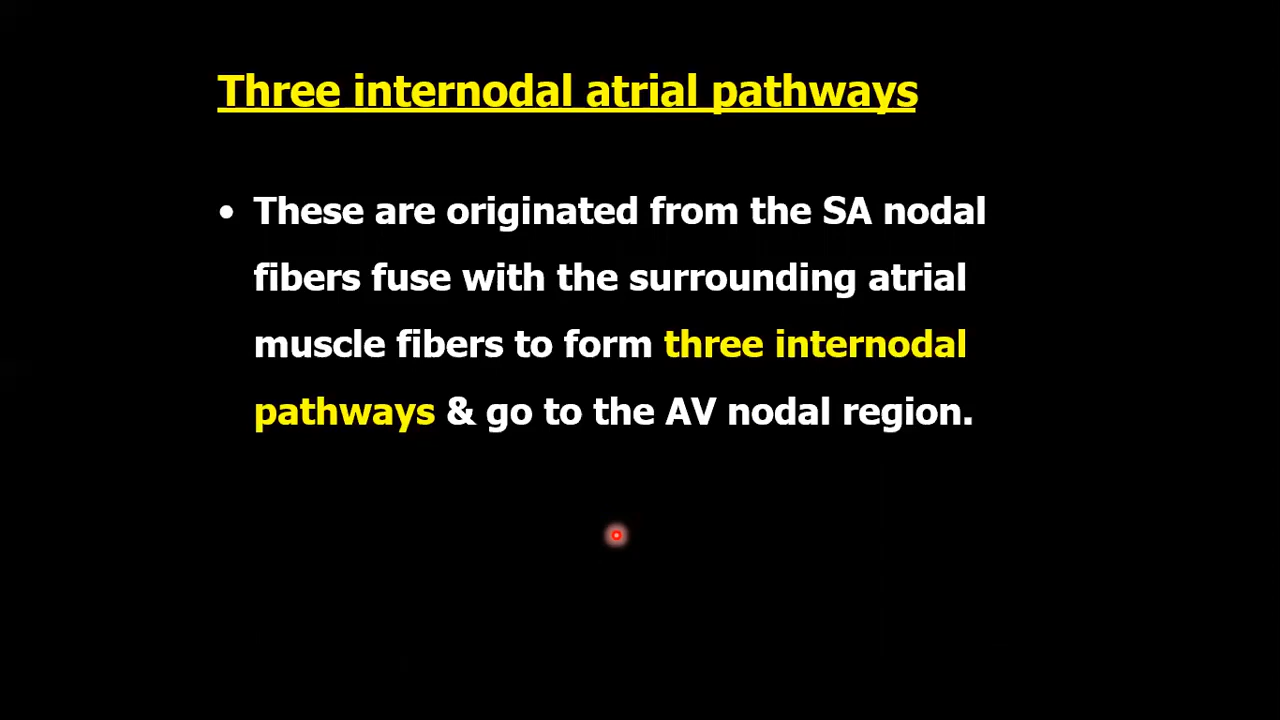 Three internodal atrial pathways
• These are originated from the SA nodal
fibers fuse with the surrounding atrial
muscle fibers to form three internodal
pathways & go to the AV nodal region.